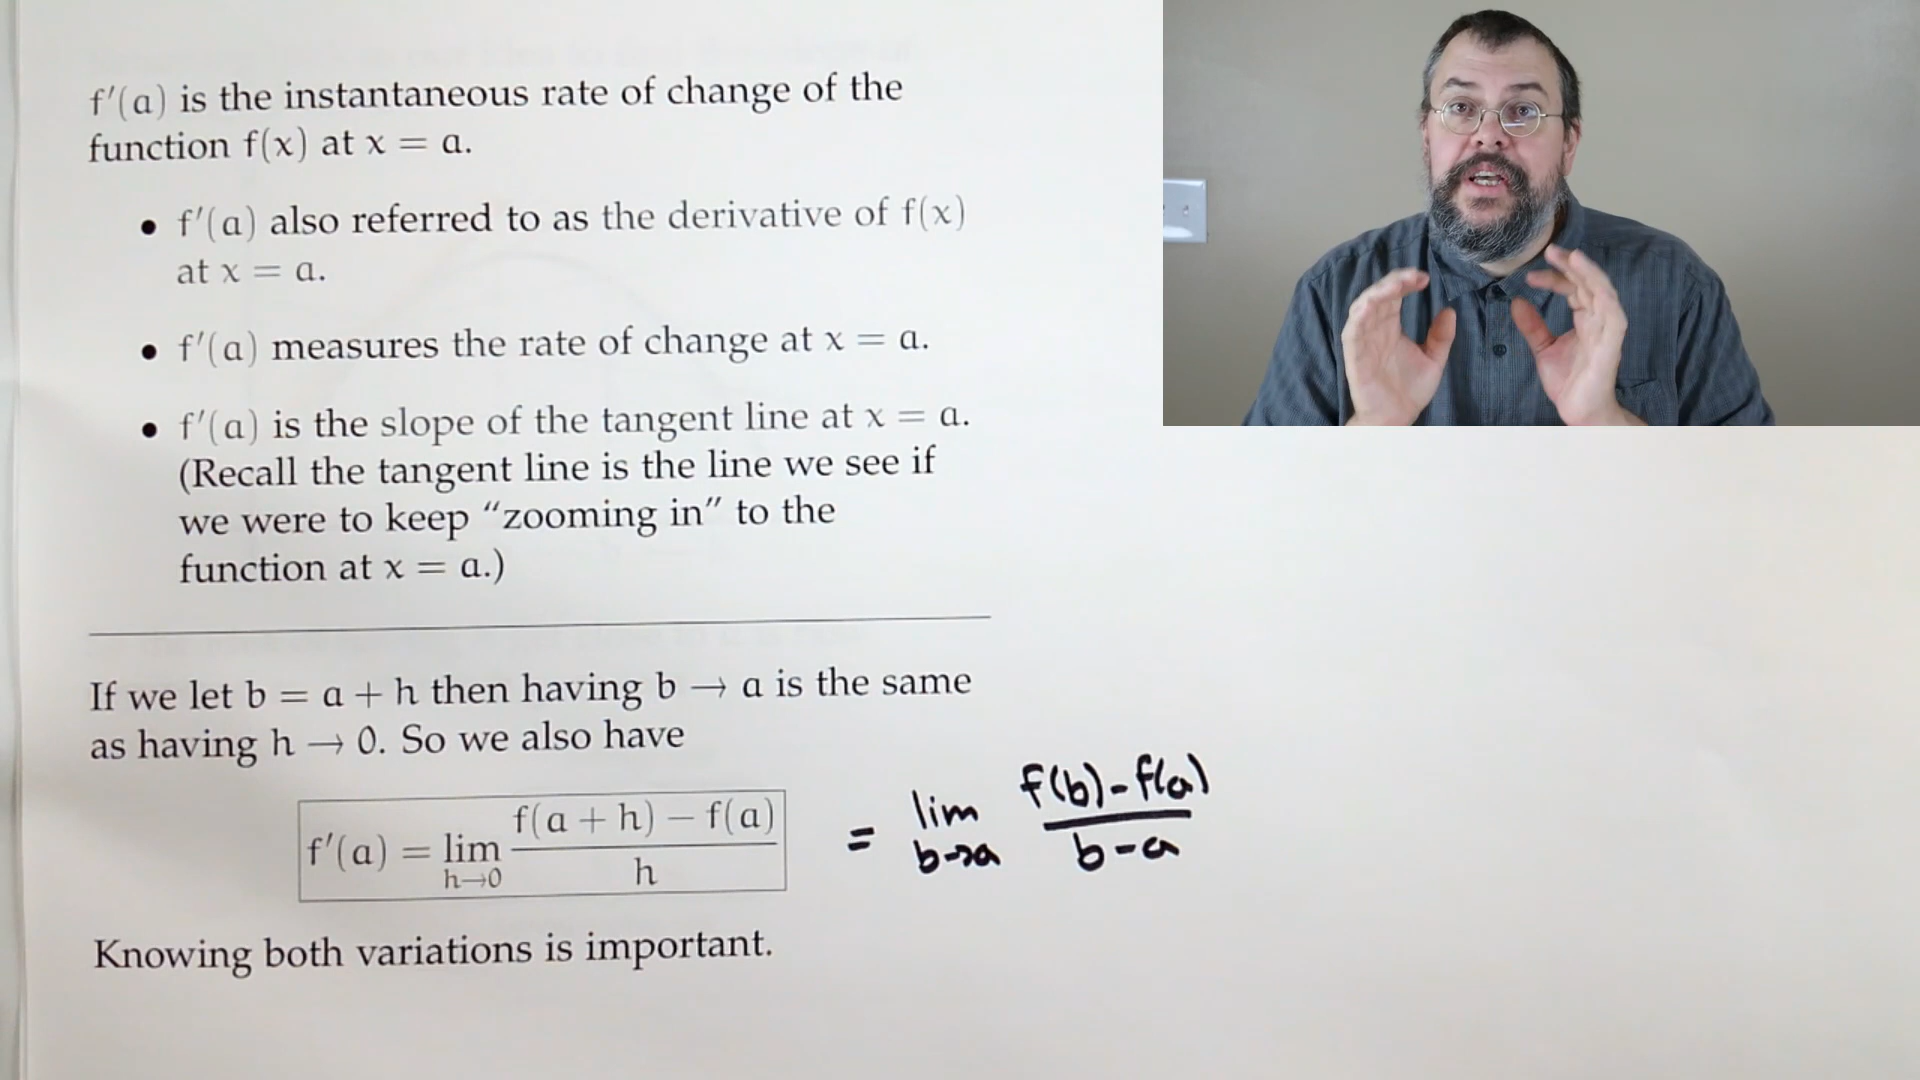 f′(a) is the instantaneous rate of change of the
function f(x) at x = a.
• f′(a) also referred to as the derivative of f(x)
at x = a.
• f′(a) measures the rate of change at x = a.
• f′(a) is the slope of the tangent line at x = a.
(Recall the tangent line is the line we see if
we were to keep “zooming in” to the
function at x = a.)
If we let b = a + h then having b → a is the same
as having h → 0. So we also have
f′(a) = lim h→0 f(a + h) − f(a) / h = lim b→a f(b) - f(a) / b - a
Knowing both variations is important.